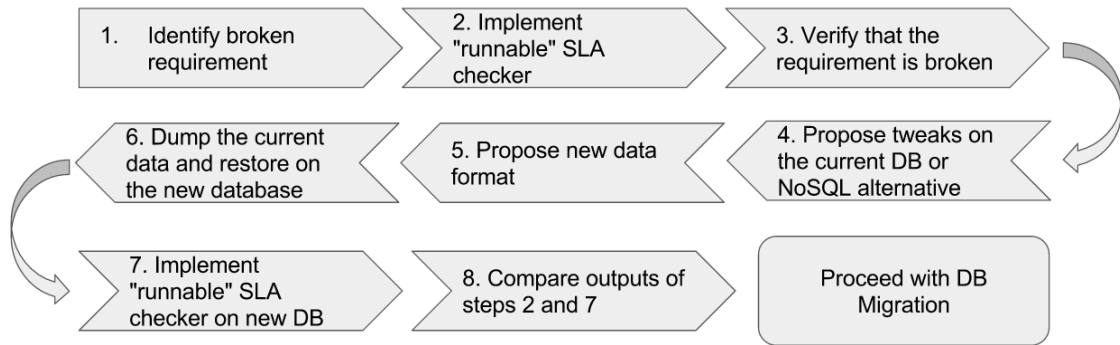 1. Identify broken
requirement
2. Implement
"runnable" SLA
checker
3. Verify that the
requirement is broken
4. Propose tweaks on
the current DB or
NoSQL alternative
5. Propose new data
format
6. Dump the current
data and restore on
the new database
7. Implement
"runnable" SLA
checker on new DB
8. Compare outputs of
steps 2 and 7
Proceed with DB
Migration